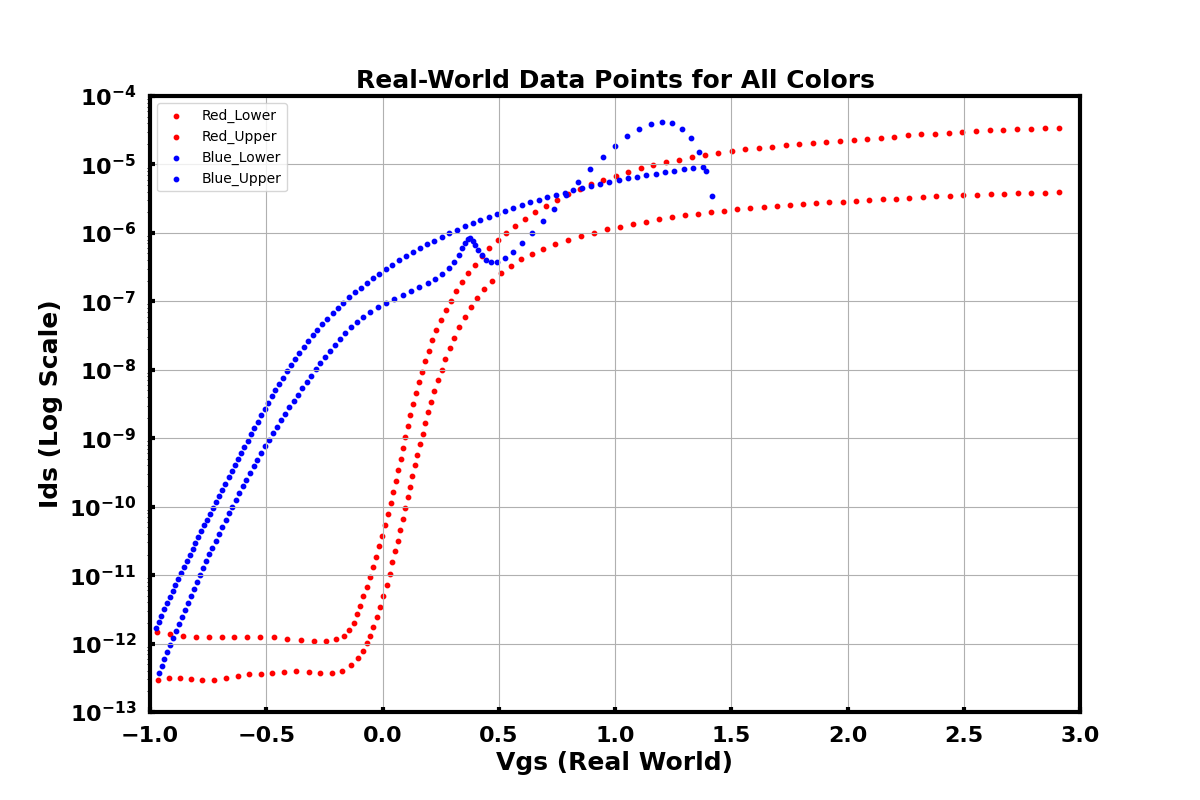 Real-World Data Points for All Colors
Red_Lower
Red_Upper
Blue_Lower
Blue_Upper
10⁻⁴
10⁻⁵
10⁻⁶
10⁻⁷
10⁻⁸
10⁻⁹
10⁻¹⁰
10⁻¹¹
10⁻¹²
10⁻¹³
Ids (Log Scale)
−1.0 −0.5 0.0 0.5 1.0 1.5 2.0 2.5 3.0
Vgs (Real World)